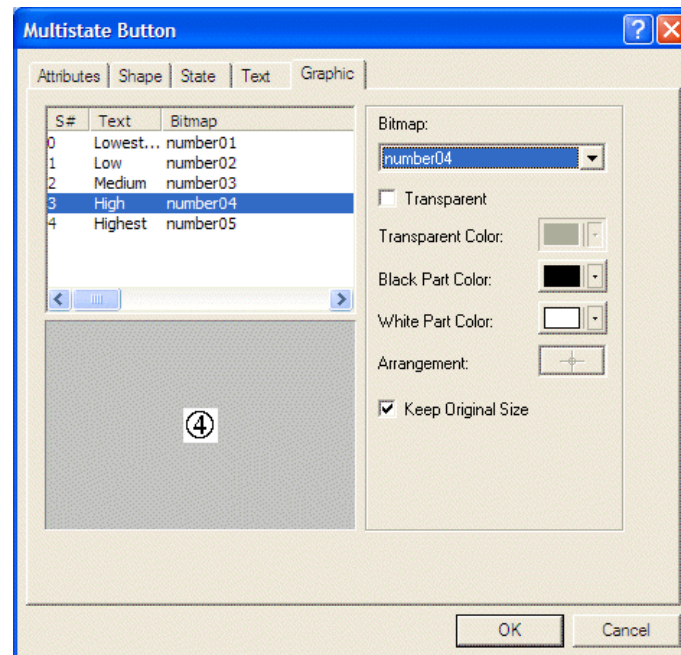 Multistate Button
Attributes Shape State Text Graphic
S# Text Bitmap
0 Lowest... number01
1 Low number02
2 Medium number03
3 High number04
4 Highest number05
④
Bitmap:
number04
Transparent
Transparent Color:
Black Part Color:
White Part Color:
Arrangement:
Keep Original Size
OK Cancel